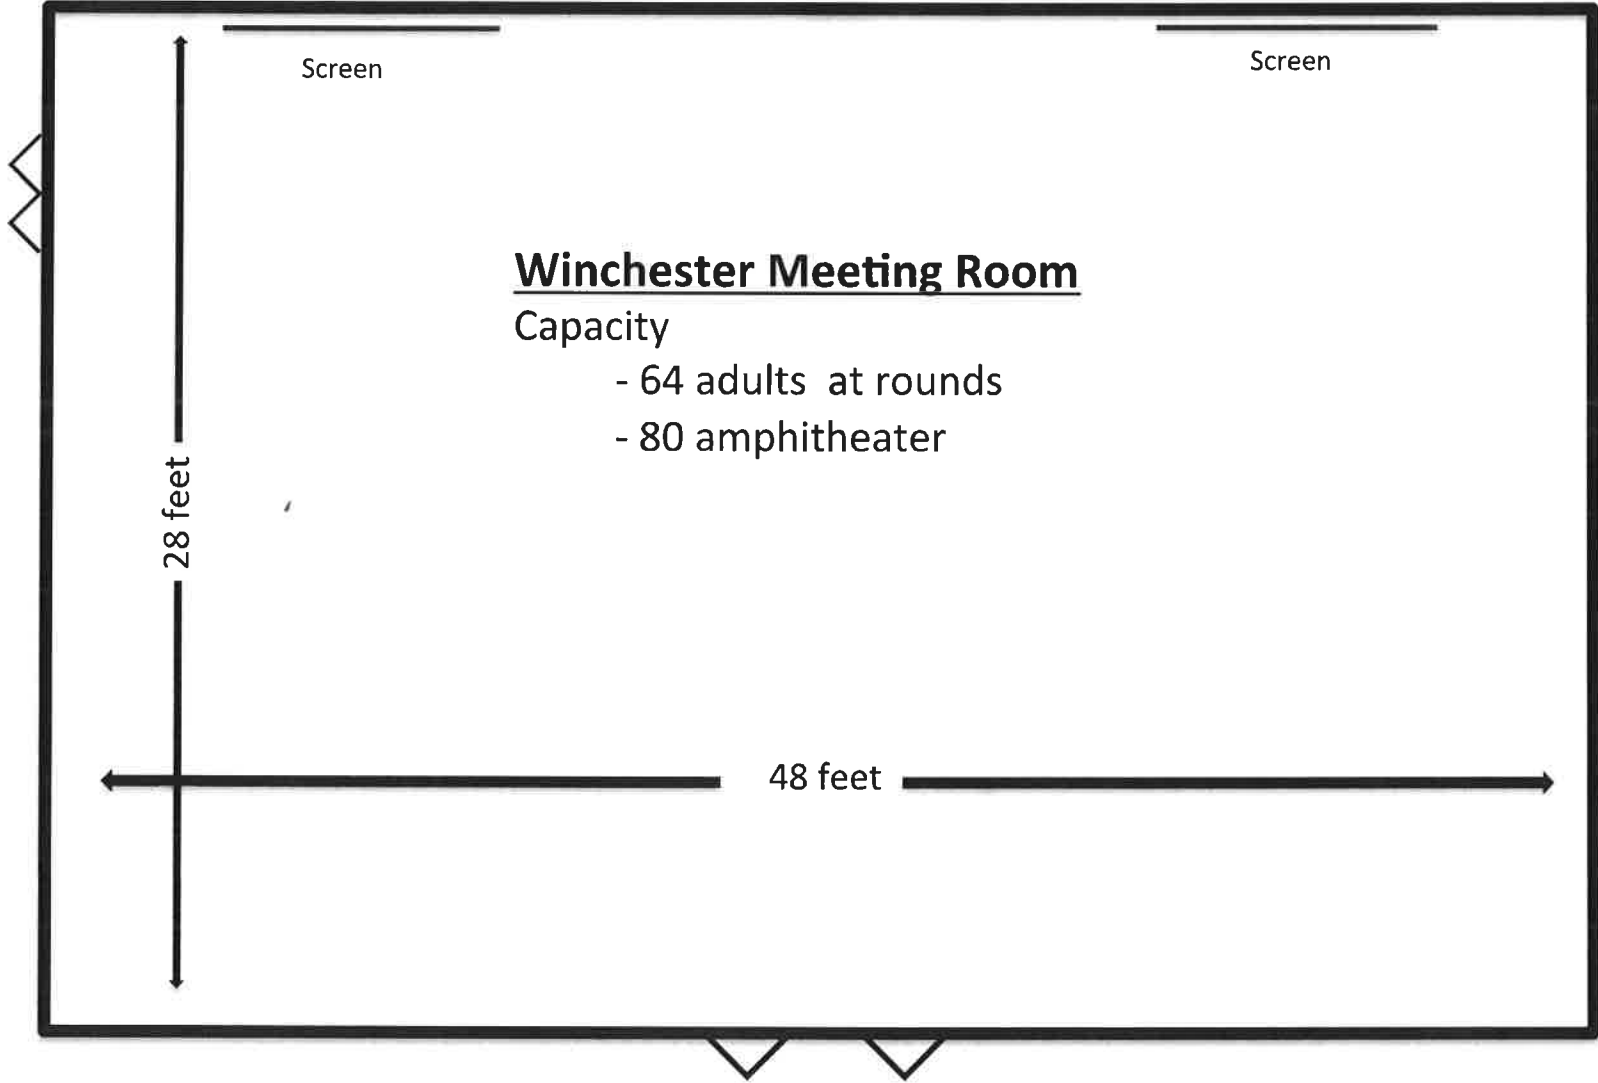 Screen
Screen
Winchester Meeting Room
Capacity
- 64 adults at rounds
- 80 amphitheater
28 feet
48 feet